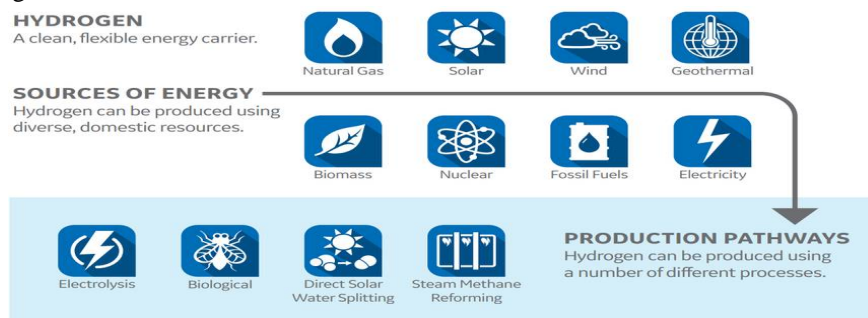 HYDROGEN
A clean, flexible energy carrier.
Natural Gas
Solar
Wind
Geothermal
SOURCES OF ENERGY
Hydrogen can be produced using
diverse, domestic resources.
Biomass
Nuclear
Fossil Fuels
Electricity
PRODUCTION PATHWAYS
Hydrogen can be produced using
a number of different processes.
Electrolysis
Biological
Direct Solar
Water Splitting
Steam Methane
Reforming